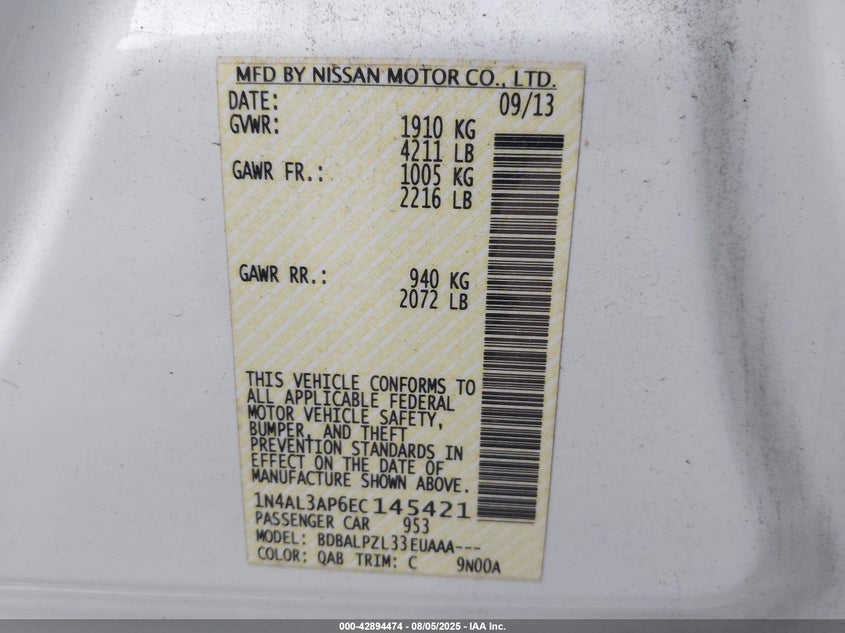 MFD BY NISSAN MOTOR CO., LTD.
DATE: 09/13
GVWR: 1910 KG
4211 LB
GAWR FR.: 1005 KG
2216 LB
GAWR RR.: 940 KG
2072 LB
THIS VEHICLE CONFORMS TO
ALL APPLICABLE FEDERAL
MOTOR VEHICLE SAFETY,
BUMPER, AND THEFT
PREVENTION STANDARDS IN
EFFECT ON THE DATE OF
MANUFACTURE SHOWN ABOVE.
1N4AL3AP6EC145421
PASSENGER CAR 953
MODEL: BDBALPZL33EUAAA---
COLOR: QAB TRIM: C 9N00A
000-42894474 - 08/05/2025 - IAA Inc.